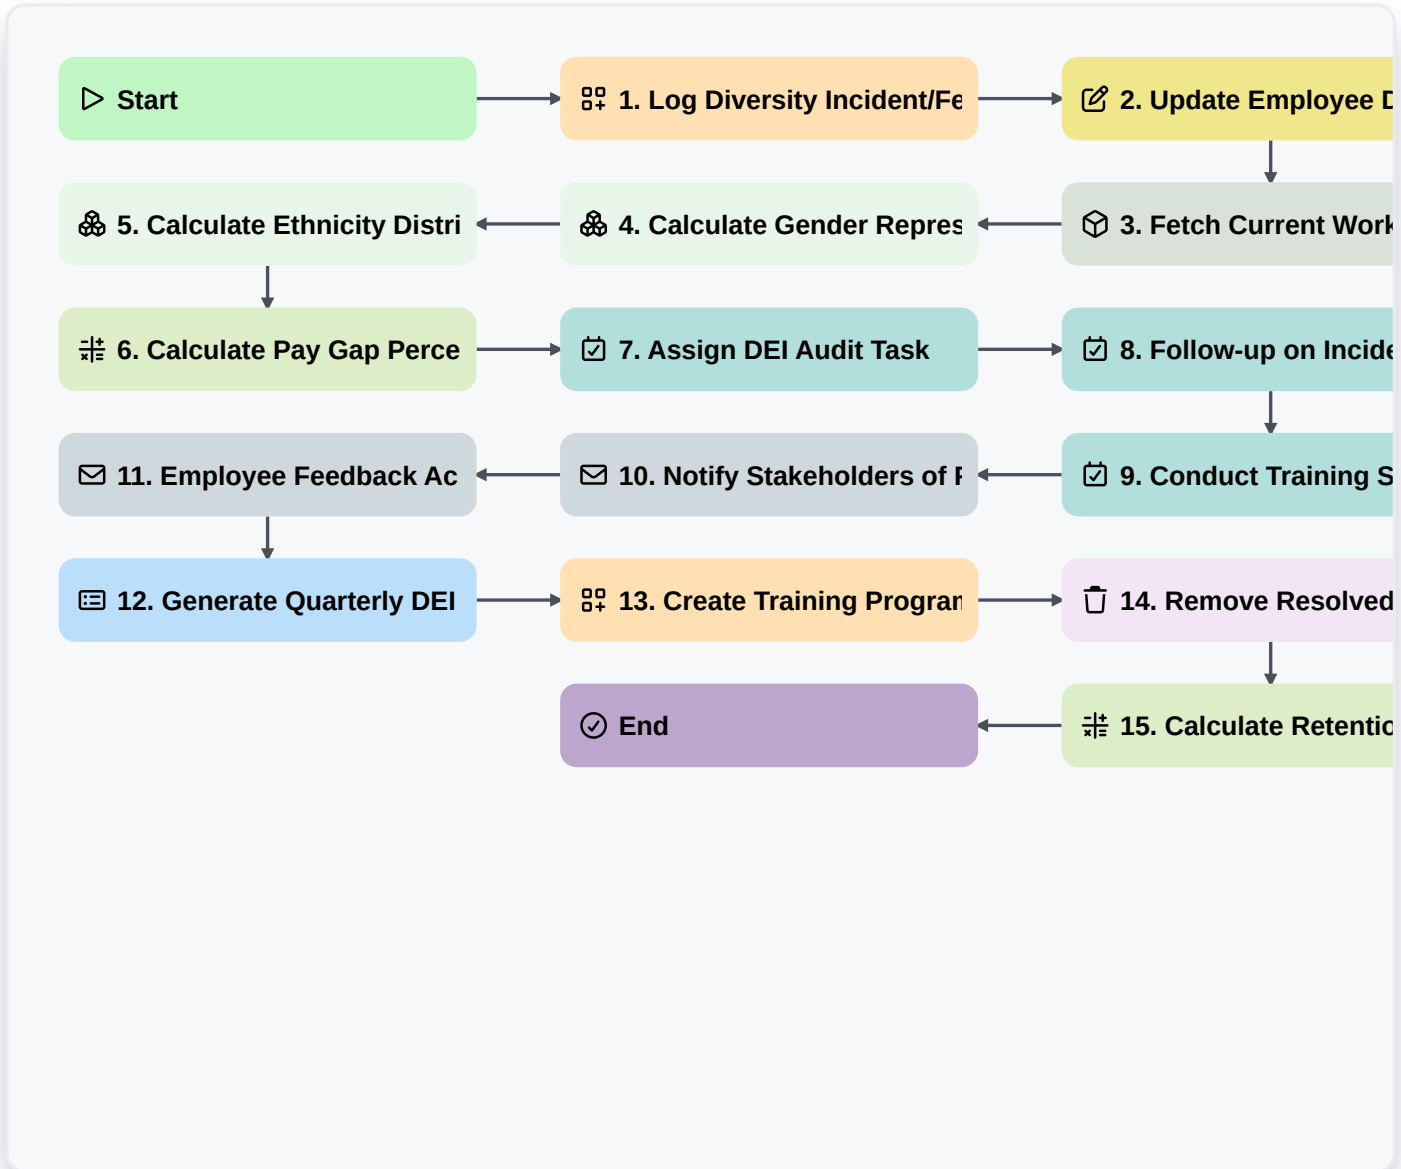 Start
1. Log Diversity Incident/Fe
2. Update Employee D
5. Calculate Ethnicity Distri
4. Calculate Gender Repres
3. Fetch Current Work
6. Calculate Pay Gap Perce
7. Assign DEI Audit Task
8. Follow-up on Incide
11. Employee Feedback Ac
10. Notify Stakeholders of
9. Conduct Training S
12. Generate Quarterly DEI
13. Create Training Program
14. Remove Resolved
End
15. Calculate Retentio